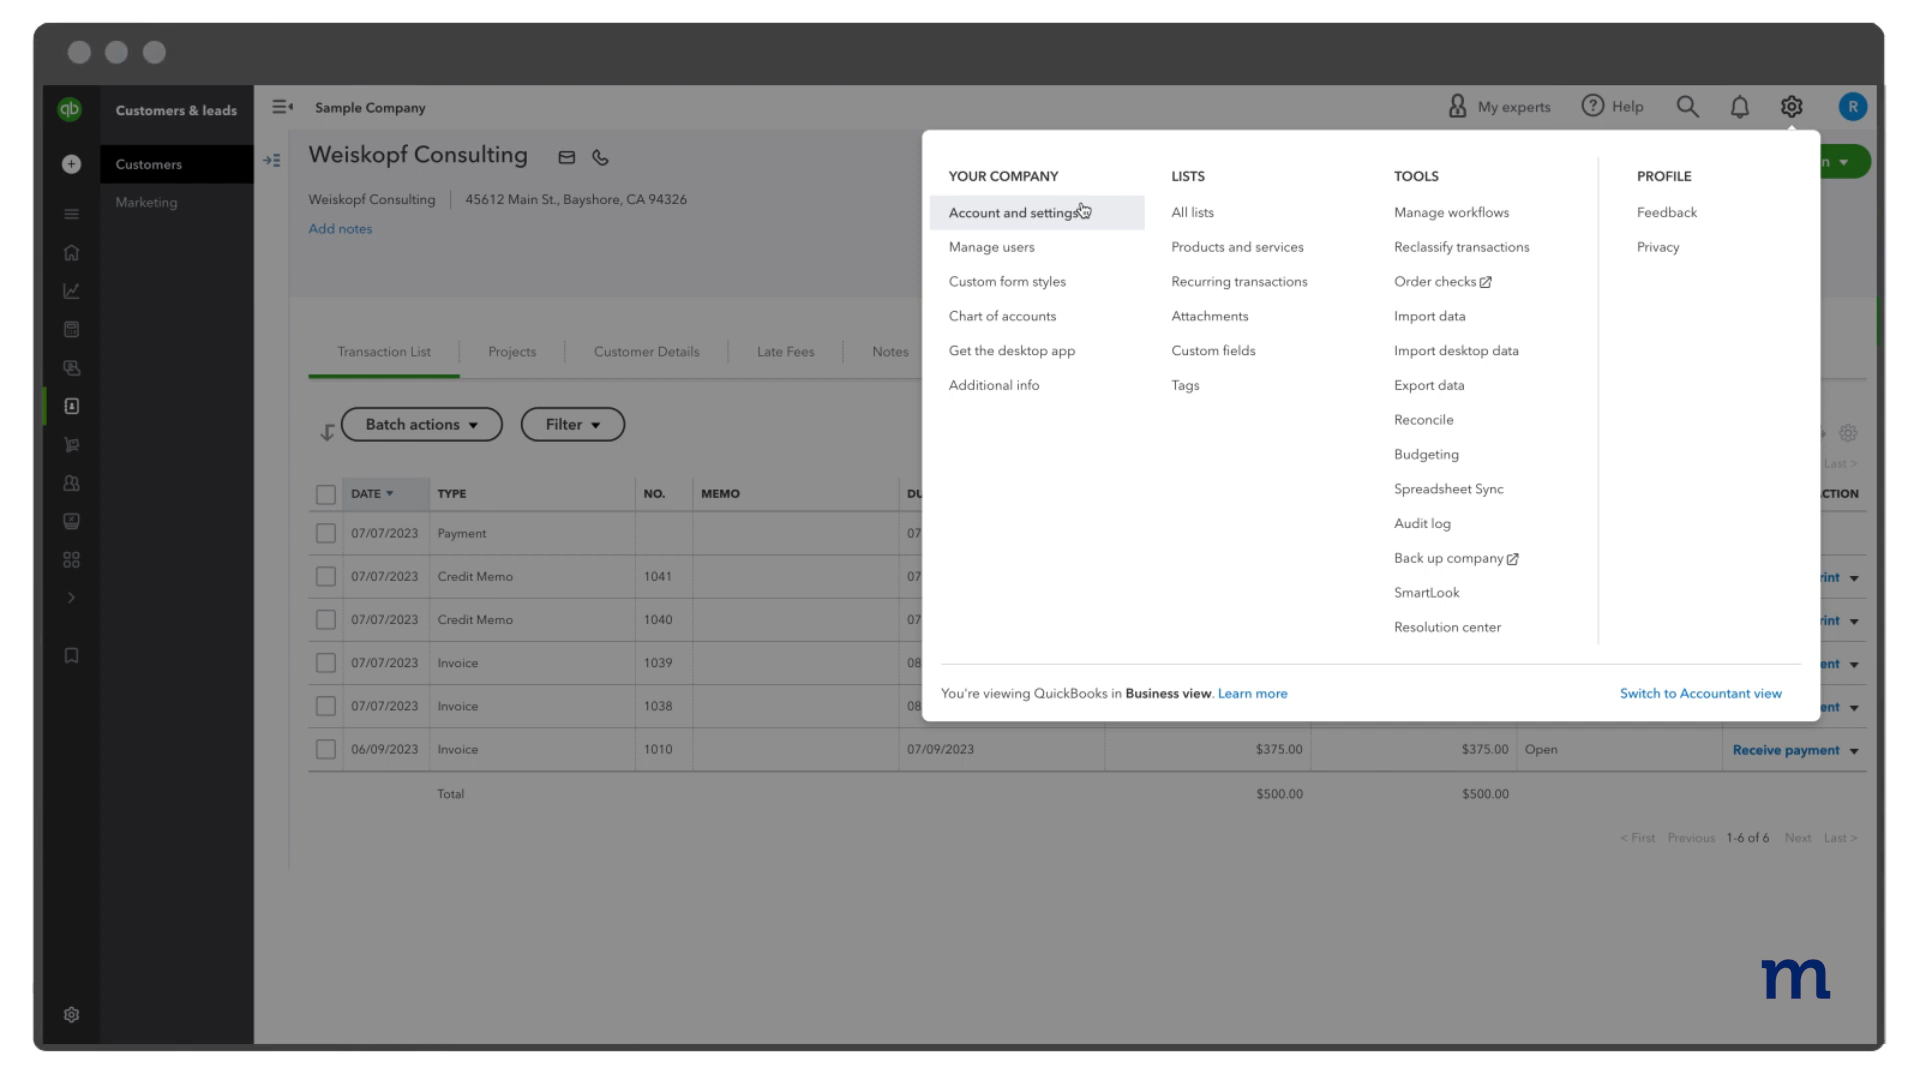 qb
Customers & leads
Sample Company
My experts
Help
R
Customers
Marketing
Weiskopf Consulting
Weiskopf Consulting
45612 Main St., Bayshore, CA 94326
Add notes
YOUR COMPANY
Account and settings
Manage users
Custom form styles
Chart of accounts
Get the desktop app
Additional info
LISTS
All lists
Products and services
Recurring transactions
Attachments
Custom fields
Tags
TOOLS
Manage workflows
Reclassify transactions
Order checks
Import data
Import desktop data
Export data
Reconcile
Budgeting
Spreadsheet Sync
Audit log
Back up company
SmartLook
Resolution center
PROFILE
Feedback
Privacy
You're viewing QuickBooks in Business view. Learn more
Switch to Accountant view
Transaction List
Projects
Customer Details
Late Fees
Notes
Batch actions
Filter
Last >
DATE TYPE NO. MEMO
07/07/2023 Payment
07/07/2023 Credit Memo 1041
07/07/2023 Credit Memo 1040
07/07/2023 Invoice 1039
07/07/2023 Invoice 1038
06/09/2023 Invoice 1010 07/09/2023 $375.00 $375.00 Open Receive payment
Total $500.00 $500.00
< First Previous 1-6 of 6 Next Last >
m